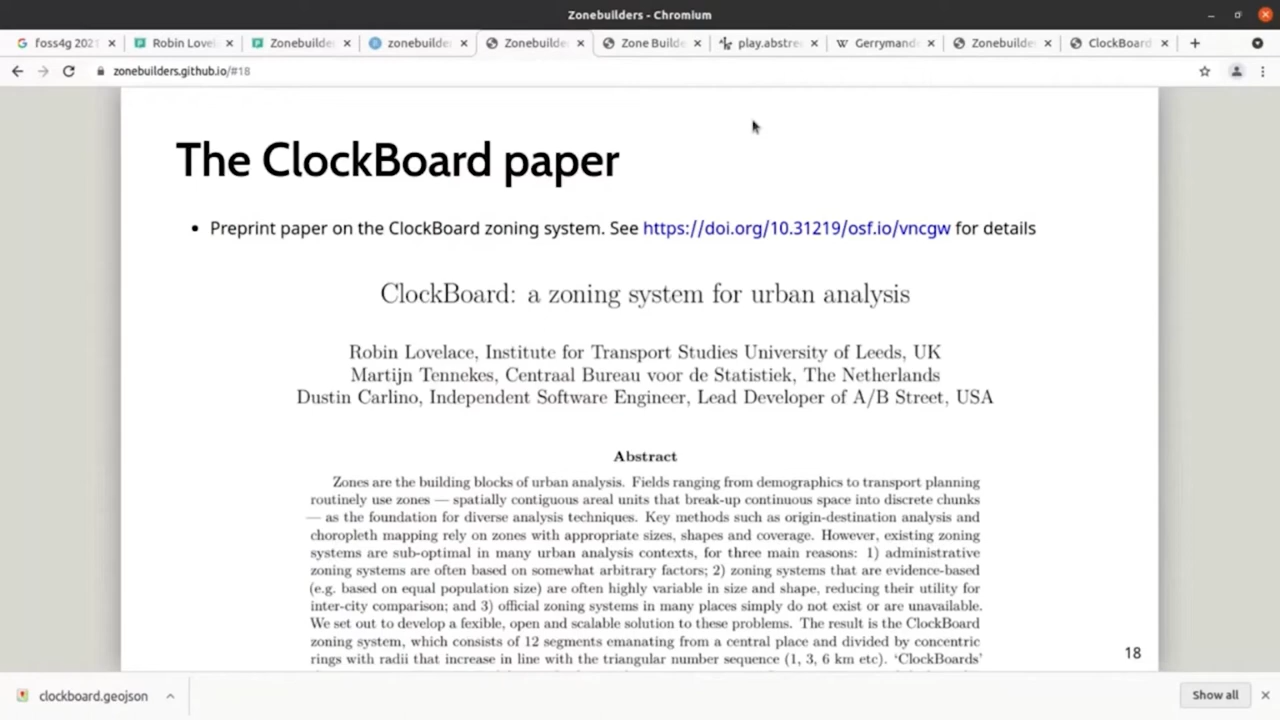 Zonebuilders - Chromium
foss4g 2021
Robin Lovel
Zonebuilde
zonebuilde
Zonebuilde
Zone Builde
play.abstre
Gerrymand
Zonebuilde
ClockBoard
zonebuilders.github.io/#18
The ClockBoard paper
• Preprint paper on the ClockBoard zoning system. See https://doi.org/10.31219/osf.io/vncgw for details
ClockBoard: a zoning system for urban analysis
Robin Lovelace, Institute for Transport Studies University of Leeds, UK
Martijn Tennekes, Centraal Bureau voor de Statistiek, The Netherlands
Dustin Carlino, Independent Software Engineer, Lead Developer of A/B Street, USA
Abstract
Zones are the building blocks of urban analysis. Fields ranging from demographics to transport planning
routinely use zones — spatially contiguous areal units that break-up continuous space into discrete chunks
— as the foundation for diverse analysis techniques. Key methods such as origin-destination analysis and
choropleth mapping rely on zones with appropriate sizes, shapes and coverage. However, existing zoning
systems are sub-optimal in many urban analysis contexts, for three main reasons: 1) administrative
zoning systems are often based on somewhat arbitrary factors; 2) zoning systems that are evidence-based
(e.g. based on equal population size) are often highly variable in size and shape, reducing their utility for
inter-city comparison; and 3) official zoning systems in many places simply do not exist or are unavailable.
We set out to develop a fexible, open and scalable solution to these problems. The result is the ClockBoard
zoning system, which consists of 12 segments emanating from a central place and divided by concentric
rings with radii that increase in line with the triangular number sequence (1, 3, 6 km etc). 'ClockBoards'
18
clockboard.geojson
Show all